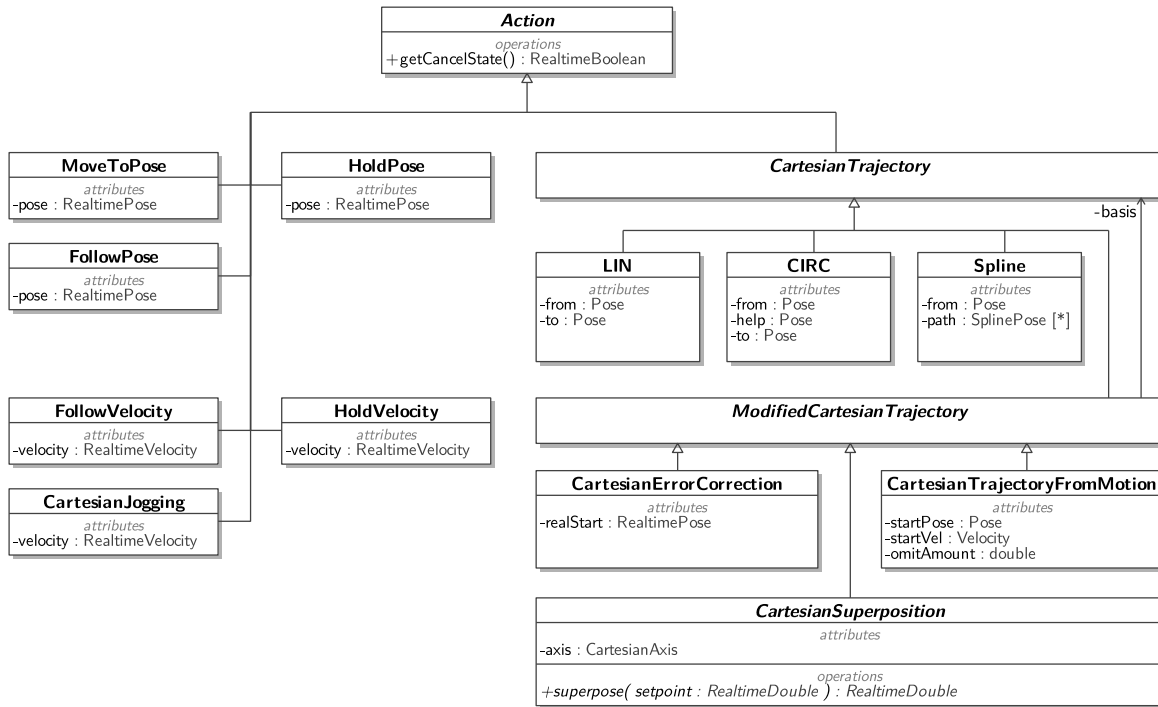 Action
operations
+getCancelState() : RealtimeBoolean
MoveToPose
attributes
-pose : RealtimePose
HoldPose
attributes
-pose : RealtimePose
CartesianTrajectory
-basis
FollowPose
attributes
-pose : RealtimePose
LIN
attributes
-from : Pose
-to : Pose
CIRC
attributes
-from : Pose
-help : Pose
-to : Pose
Spline
attributes
-from : Pose
-path : SplinePose [*]
FollowVelocity
attributes
-velocity : RealtimeVelocity
HoldVelocity
attributes
-velocity : RealtimeVelocity
ModifiedCartesianTrajectory
CartesianJogging
attributes
-velocity : RealtimeVelocity
CartesianErrorCorrection
attributes
-realStart : RealtimePose
CartesianTrajectoryFromMotion
attributes
-startPose : Pose
-startVel : Velocity
-omitAmount : double
CartesianSuperposition
attributes
-axis : CartesianAxis
operations
+superpose( setpoint : RealtimeDouble ) : RealtimeDouble